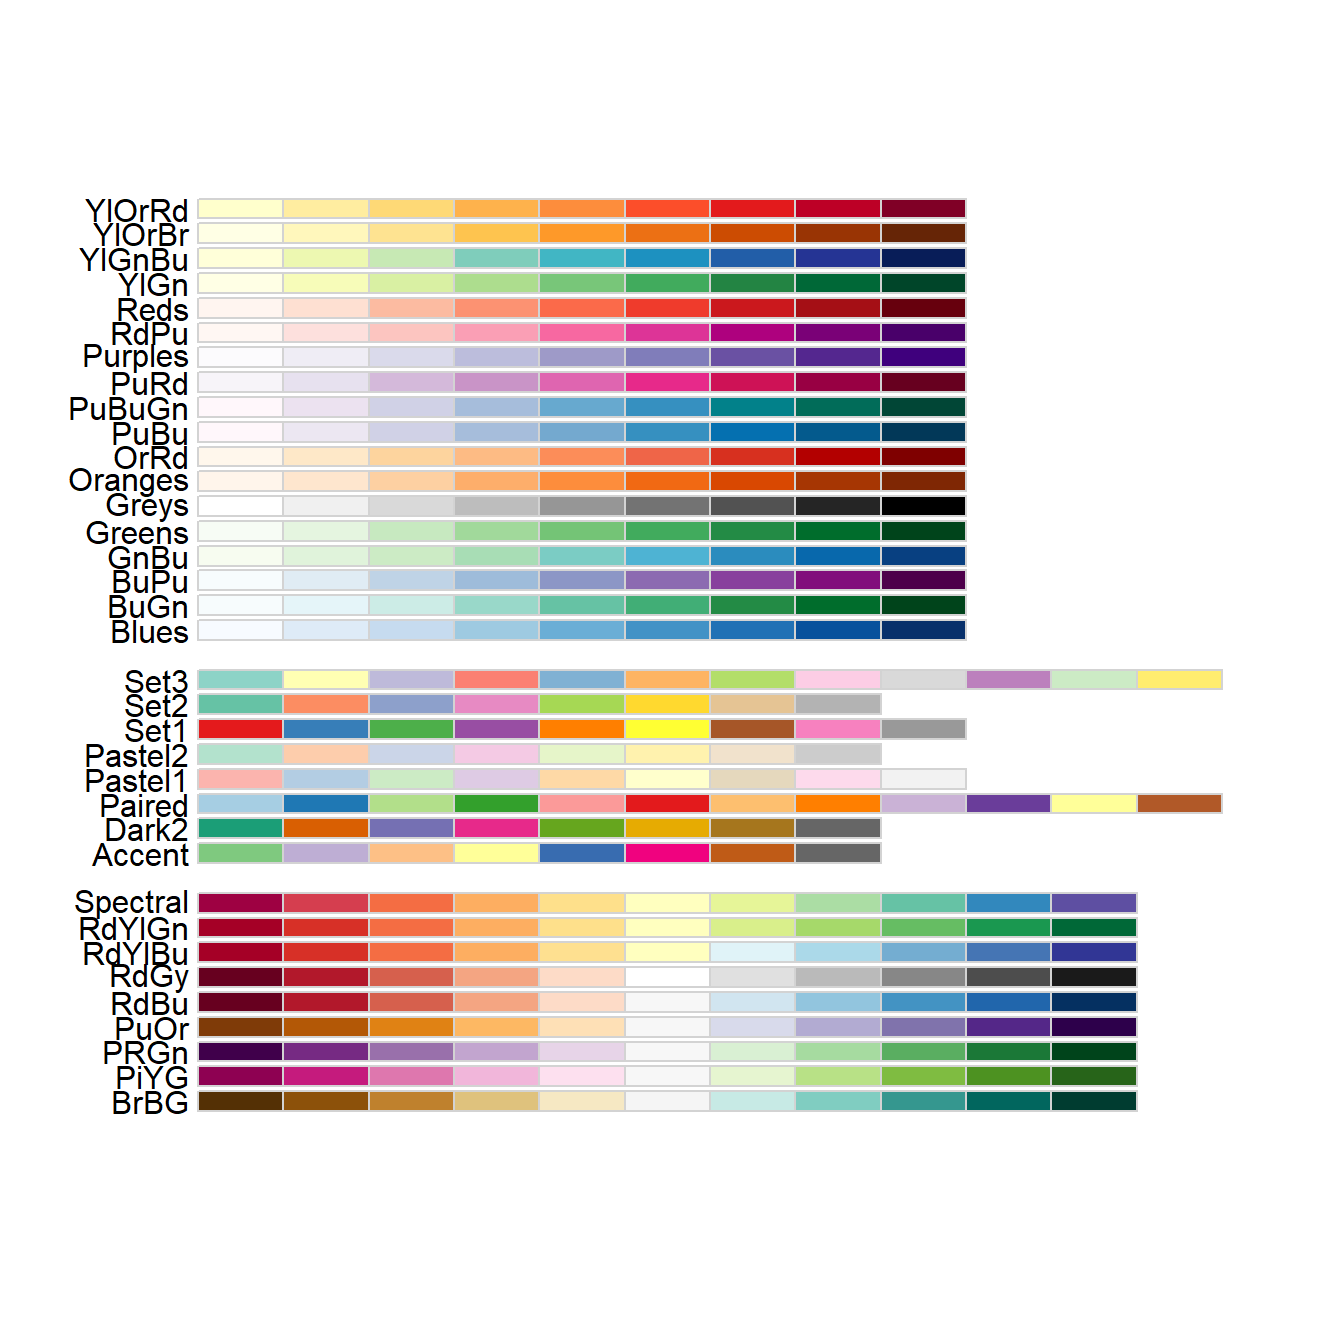 YlOrRd
YlOrBr
YlGnBu
YlGn
Reds
RdPu
Purples
PuRd
PuBuGn
PuBu
OrRd
Oranges
Greys
Greens
GnBu
BuPu
BuGn
Blues
Set3
Set2
Set1
Pastel2
Pastel1
Paired
Dark2
Accent
Spectral
RdYlGn
RdYlBu
RdGy
RdBu
PuOr
PRGn
PiYG
BrBG